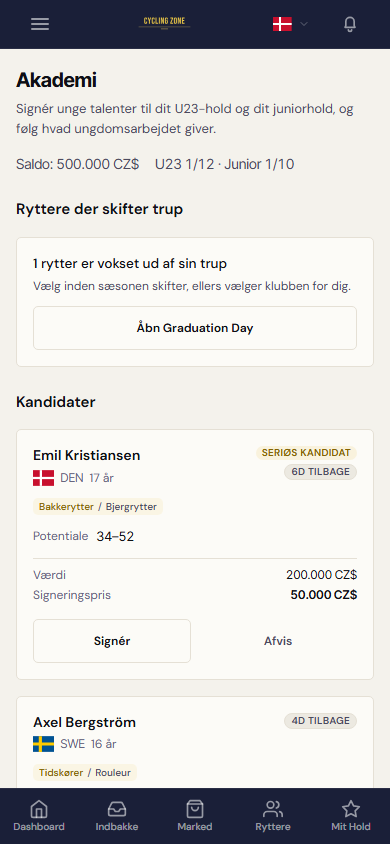 CYCLING ZONE
Akademi
Signér unge talenter til dit U23-hold og dit juniorhold, og
følg hvad ungdomsarbejdet giver.
Saldo: 500.000 CZ$ U23 1/12 · Junior 1/10
Ryttere der skifter trup
1 rytter er vokset ud af sin trup
Vælg inden sæsonen skifter, ellers vælger klubben for dig.
Åbn Graduation Day
Kandidater
Emil Kristiansen
SERIØS KANDIDAT
DEN 17 år
6D TILBAGE
Bakkerytter / Bjergrytter
Potentiale 34–52
Værdi 200.000 CZ$
Signeringspris 50.000 CZ$
Signér Afvis
Axel Bergström 4D TILBAGE
SWE 16 år
Tidskører / Rouleur
Dashboard Indbakke Marked Ryttere Mit Hold